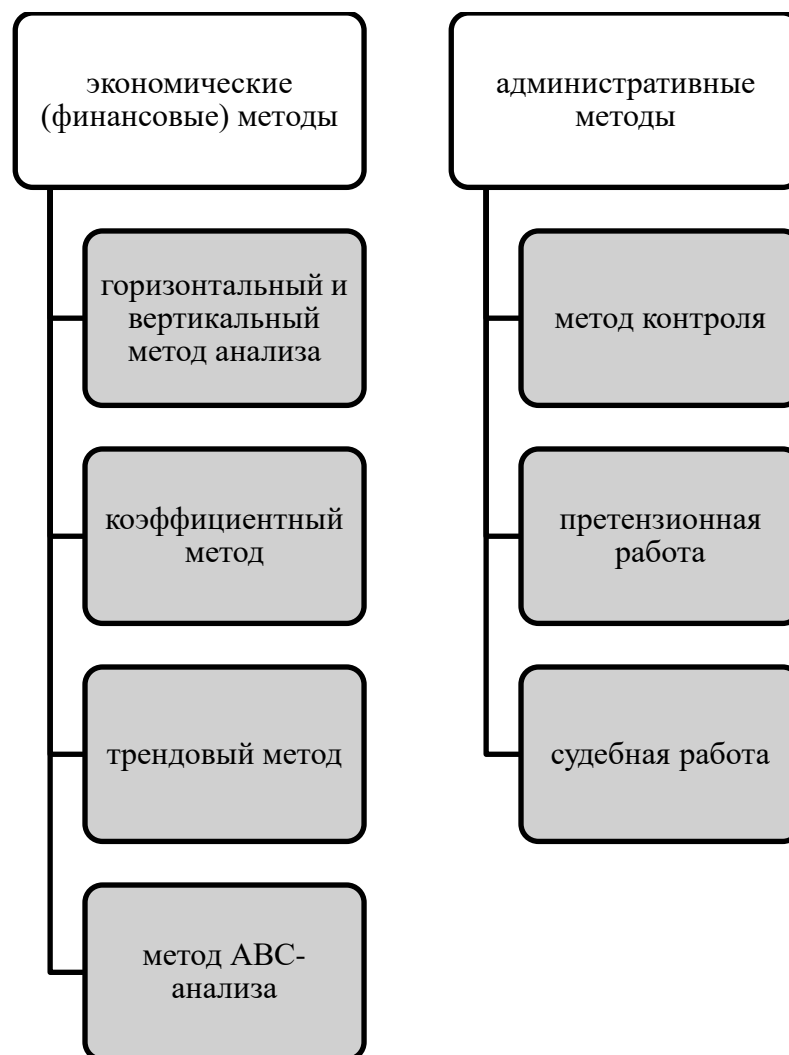 экономические
(финансовые) методы
горизонтальный и
вертикальный
метод анализа
коэффициентный
метод
трендовый метод
метод ABC-
анализа
административные
методы
метод контроля
претензионная
работа
судебная работа